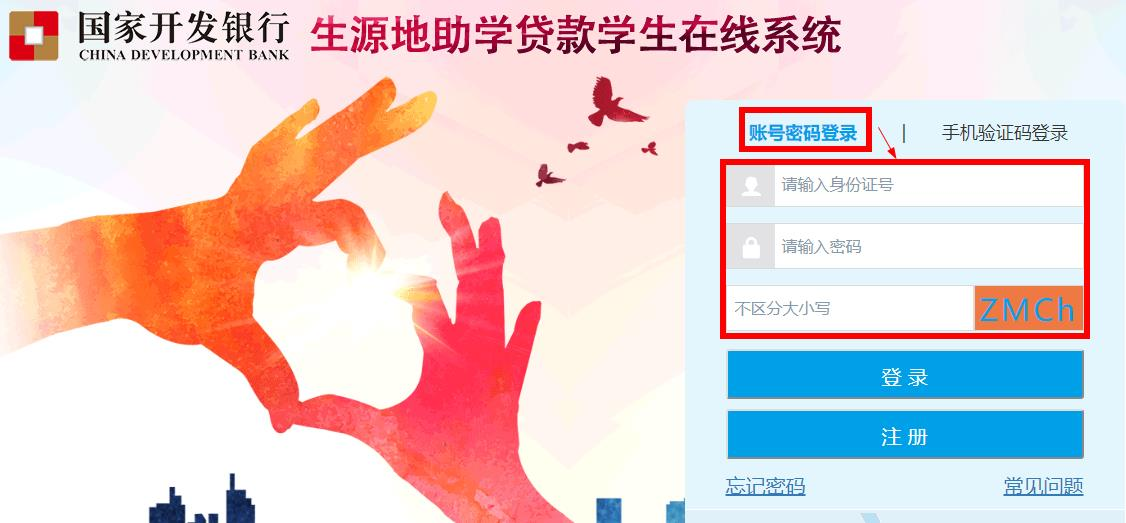 国家开发银行
CHINA DEVELOPMENT BANK
生源地助学贷款学生在线系统
账号密码登录 | 手机验证码登录
请输入身份证号
请输入密码
不区分大小写 ZMCh
登 录
注 册
忘记密码 常见问题